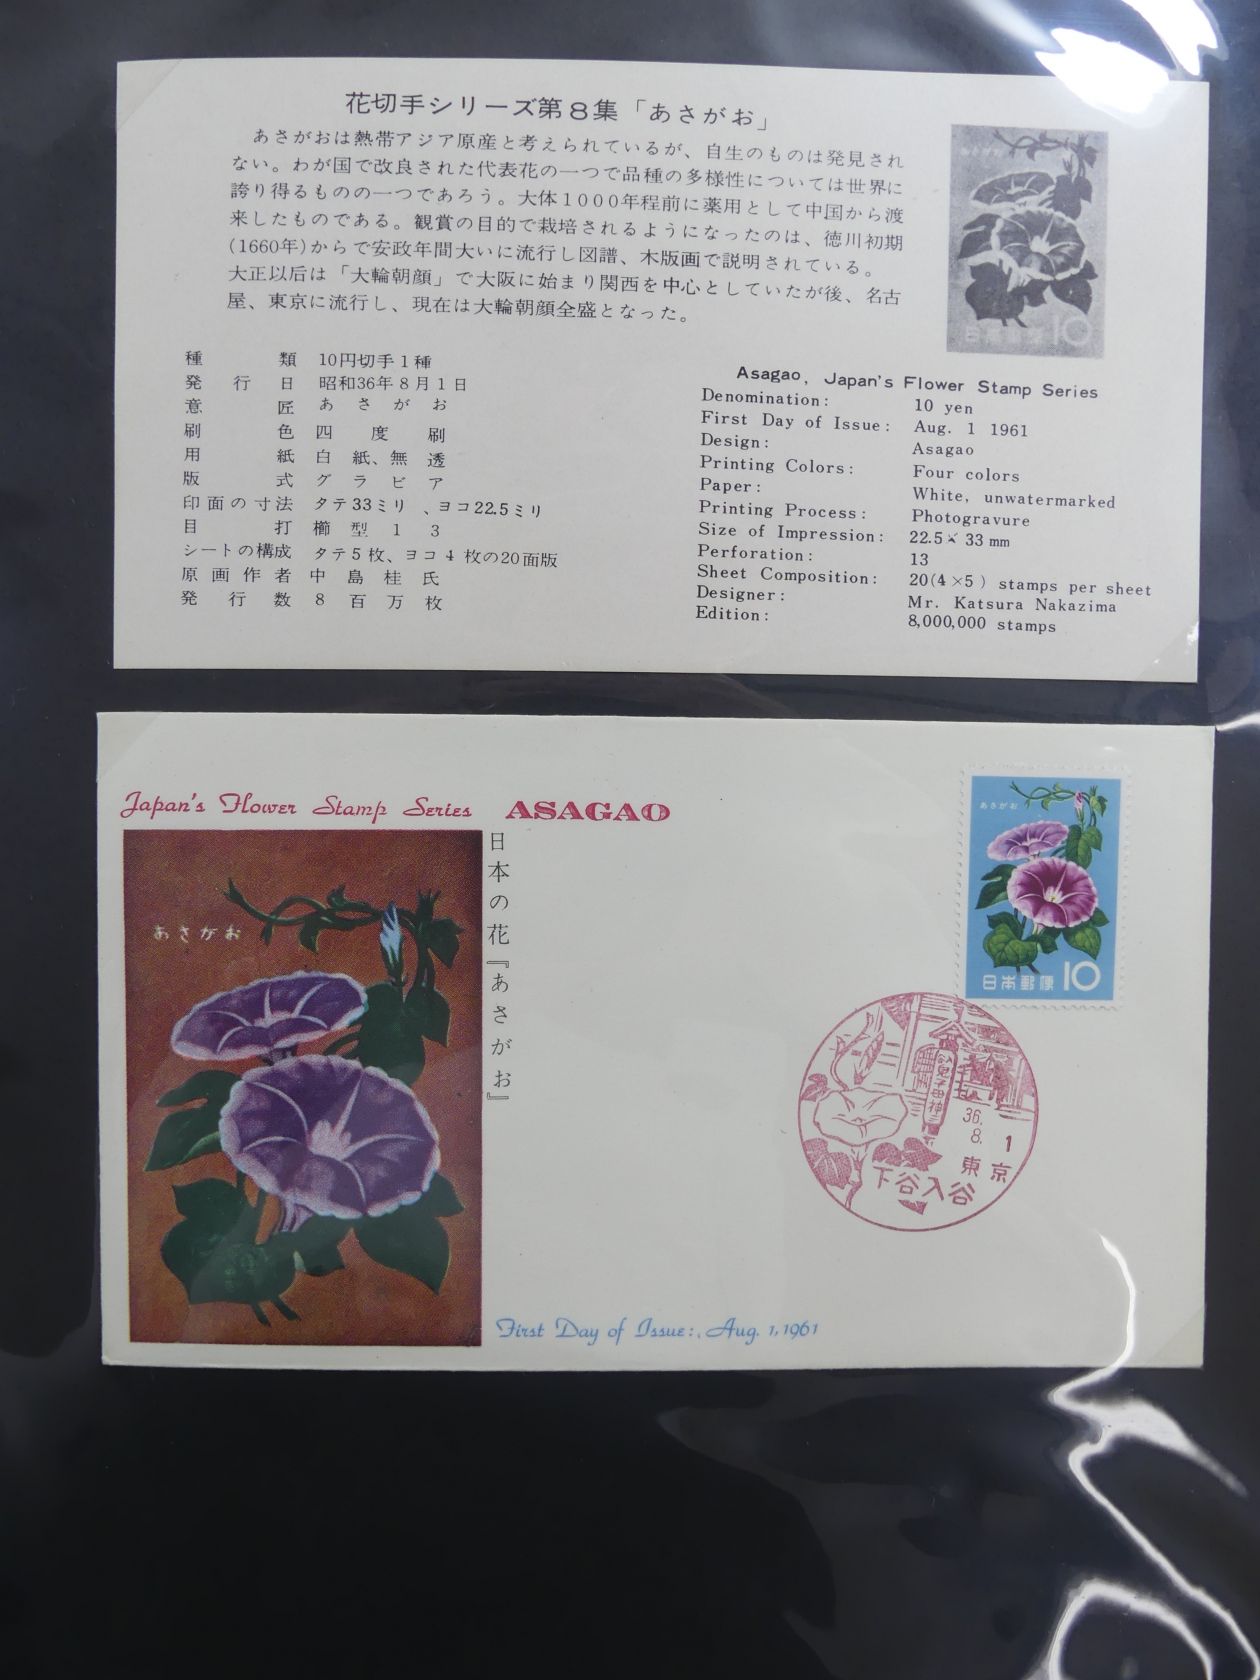 花切手シリーズ第8集「あさがお」
あさがおは熱帯アジア原産と考えられているが、自生のものは発見され
ない。わが国で改良された代表花の一つで品種の多様性については世界に
誇り得るものの一つであろう。大体1000年程前に薬用として中国から渡
来したものである。観賞の目的で栽培されるようになったのは、徳川初期
(1660年)からで安政年間大いに流行し図譜、木版画で説明されている。
大正以后は「大輪朝顔」で大阪に始まり関西を中心としていたが後、名古
屋、東京に流行し、現在は大輪朝顔全盛となった。
種類 10円切手1種
発行日 昭和36年8月1日
意匠 あさがお
刷色 四度刷
用紙 白紙、無透
版式 グラビア
印面の寸法 タテ33ミリ、ヨコ22.5ミリ
目打 櫛型13
シートの構成 タテ5枚、ヨコ4枚の20面版
原画作者 中島桂氏
発行数 8百万枚
日本郵便 10
Asagao, Japan's Flower Stamp Series
Denomination: 10 yen
First Day of Issue: Aug. 1 1961
Design: Asagao
Printing Colors: Four colors
Paper: White, unwatermarked
Printing Process: Photogravure
Size of Impression: 22.5×33 mm
Perforation: 13
Sheet Composition: 20(4×5) stamps per sheet
Designer: Mr. Katsura Nakazima
Edition: 8,000,000 stamps
Japan's Flower Stamp Series ASAGAO
日本の花『あさがお』
あさがお
あさがお
日本郵便 10
36.
8. 1
東京
下谷入谷
First Day of Issue:. Aug. 1, 1961